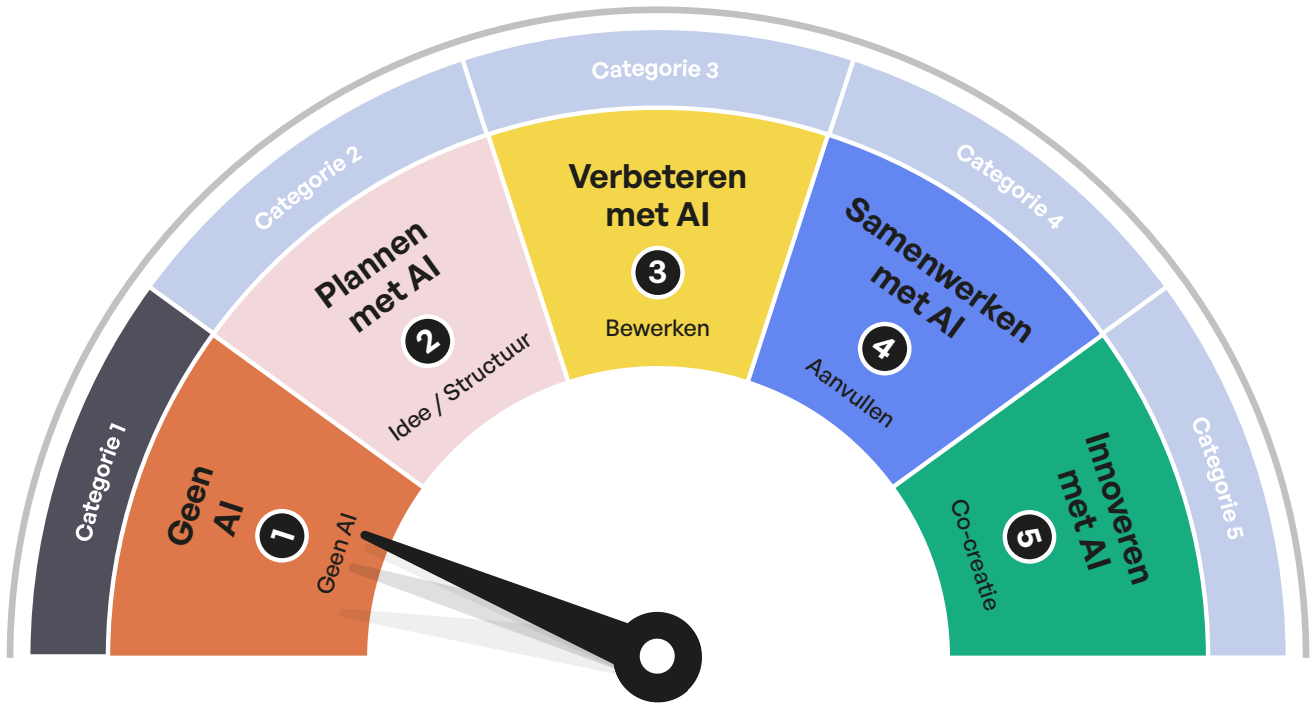 Categorie 1
Geen
AI
1
Geen AI
Categorie 2
Plannen
met AI
2
Idee / Structuur
Categorie 3
Verbeteren
met AI
3
Bewerken
Categorie 4
Samenwerken
met AI
4
Aanvullen
Categorie 5
Innoveren
met AI
5
Co-creatie